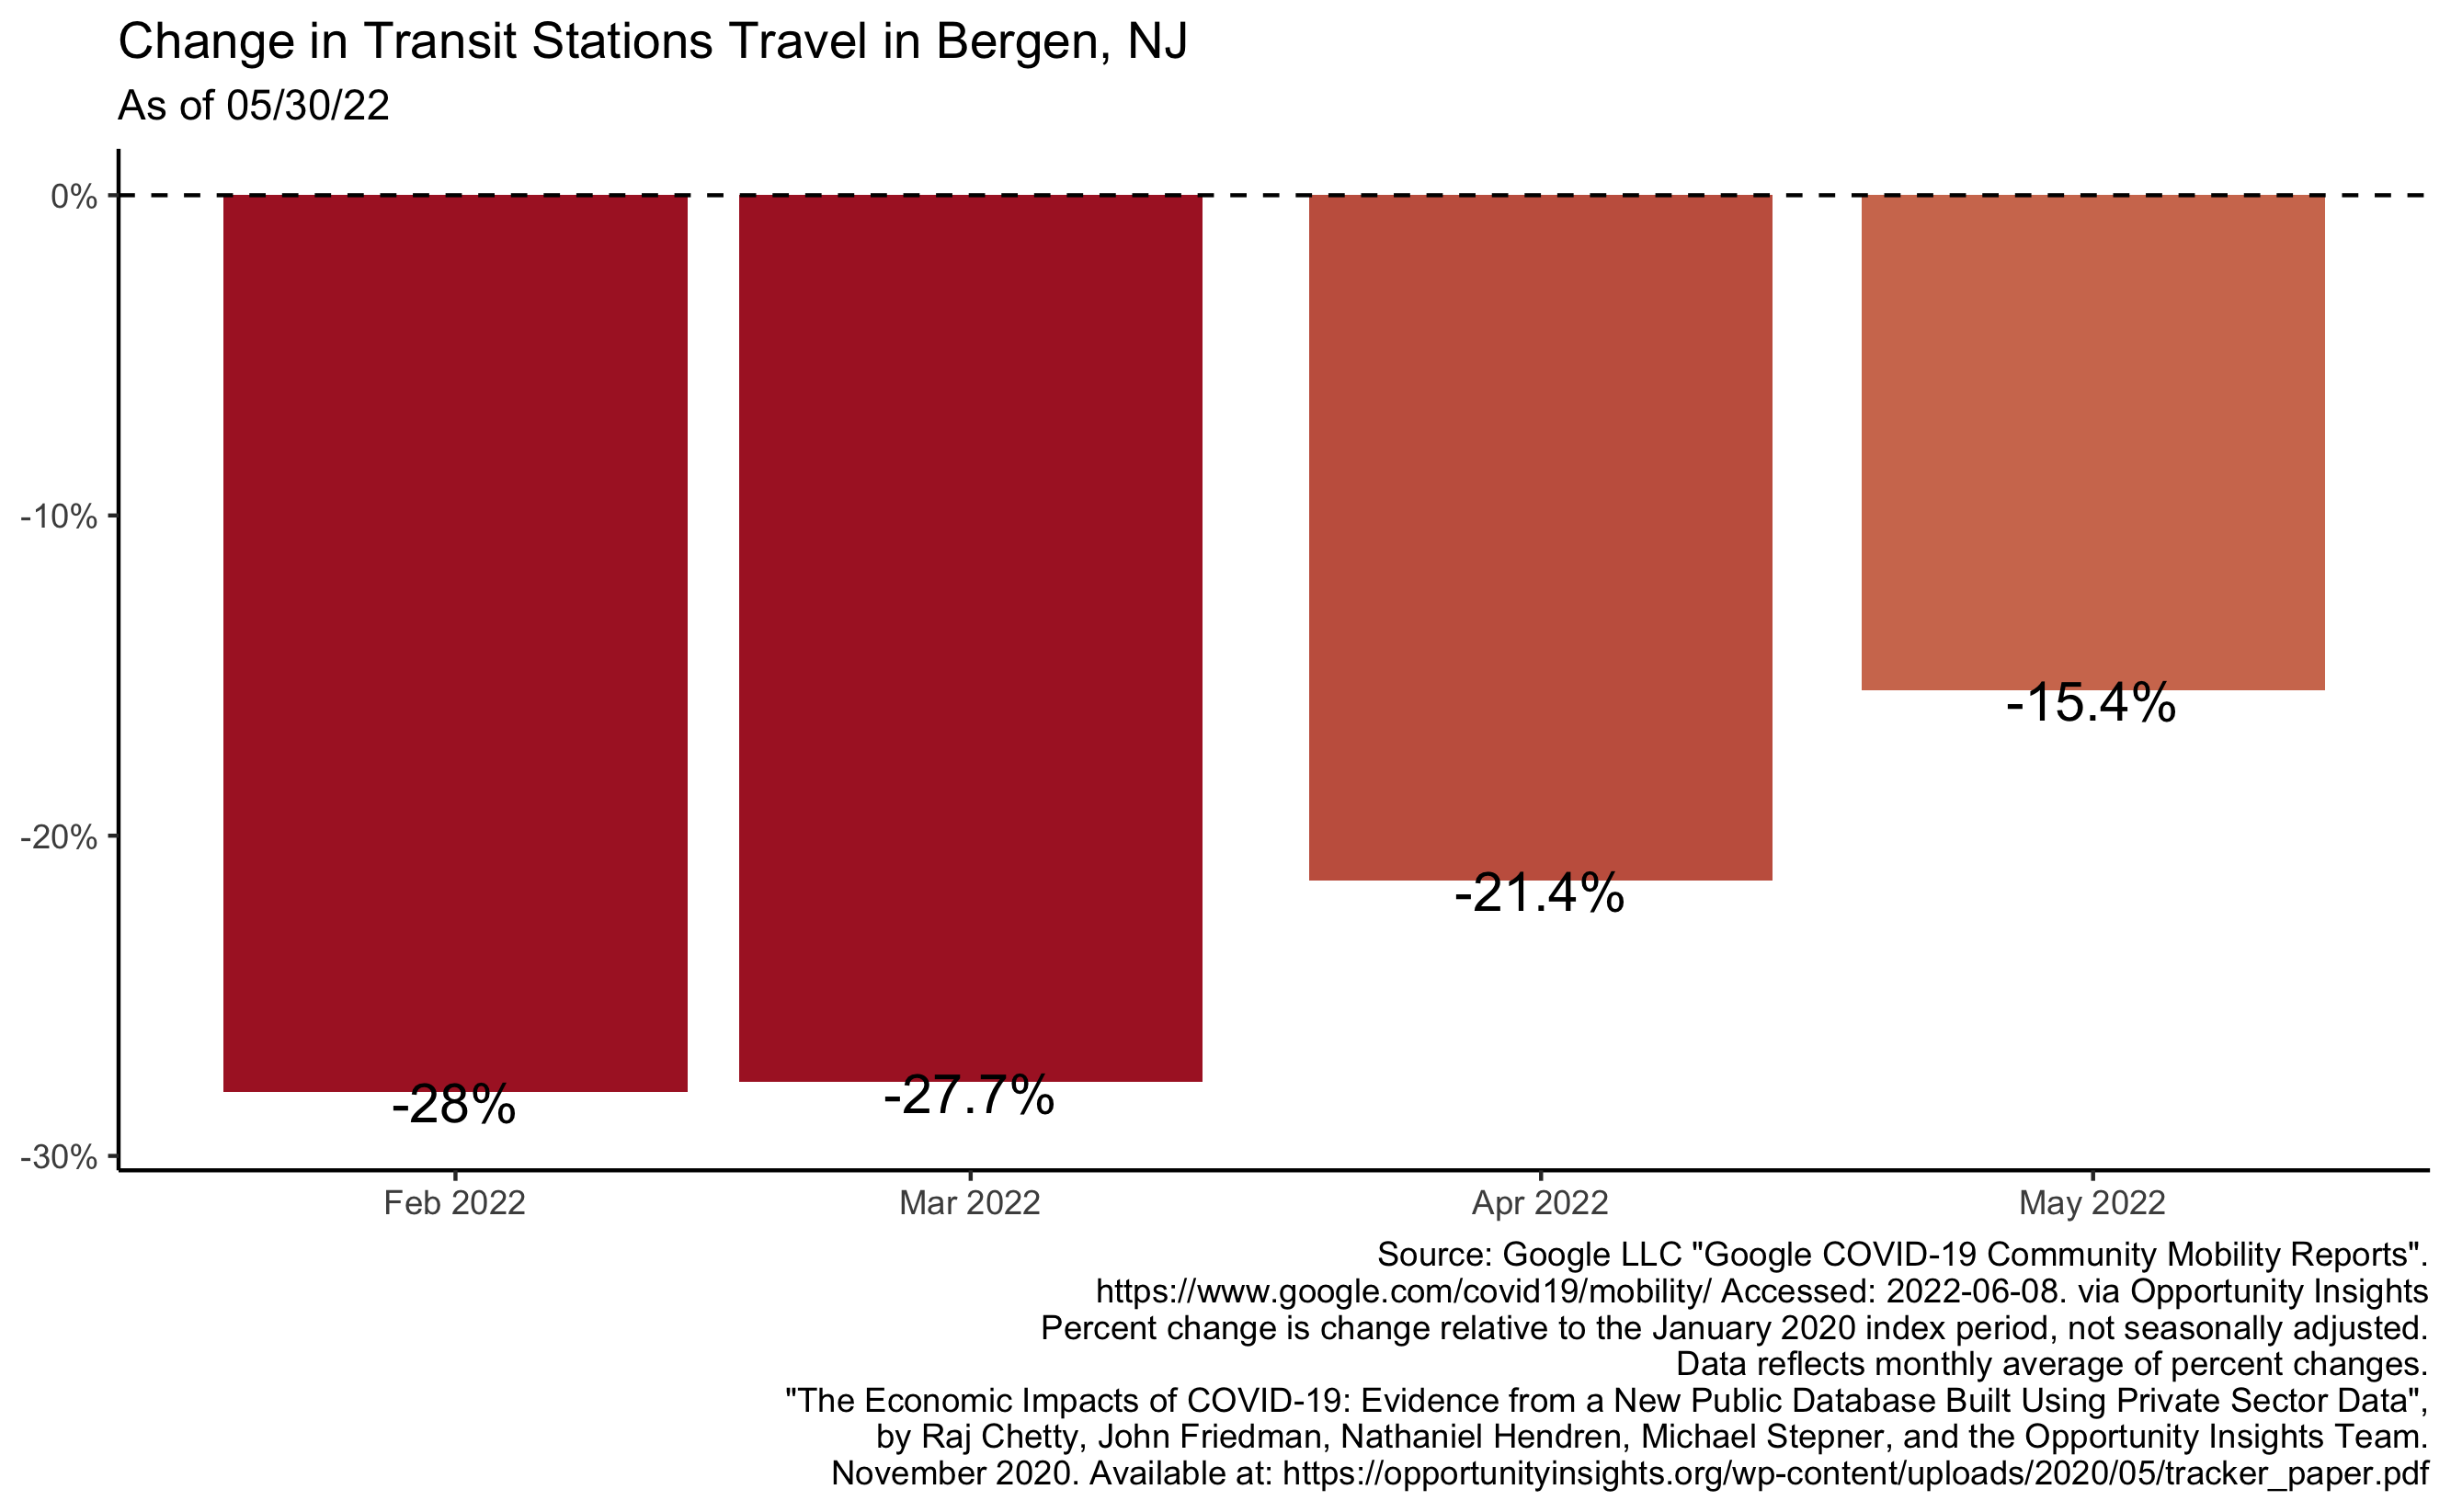 Change in Transit Stations Travel in Bergen, NJ
As of 05/30/22
0%
-10%
-20%
-30%
-28%
-27.7%
-21.4%
-15.4%
Feb 2022
Mar 2022
Apr 2022
May 2022
Source: Google LLC "Google COVID-19 Community Mobility Reports".
https://www.google.com/covid19/mobility/ Accessed: 2022-06-08. via Opportunity Insights
Percent change is change relative to the January 2020 index period, not seasonally adjusted.
Data reflects monthly average of percent changes.
"The Economic Impacts of COVID-19: Evidence from a New Public Database Built Using Private Sector Data",
by Raj Chetty, John Friedman, Nathaniel Hendren, Michael Stepner, and the Opportunity Insights Team.
November 2020. Available at: https://opportunityinsights.org/wp-content/uploads/2020/05/tracker_paper.pdf